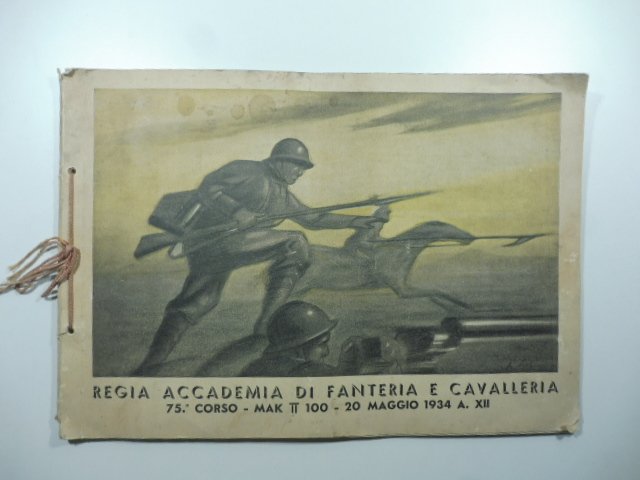 REGIA ACCADEMIA DI FANTERIA E CAVALLERIA
75.° CORSO - MAK π 100 - 20 MAGGIO 1934 A. XII